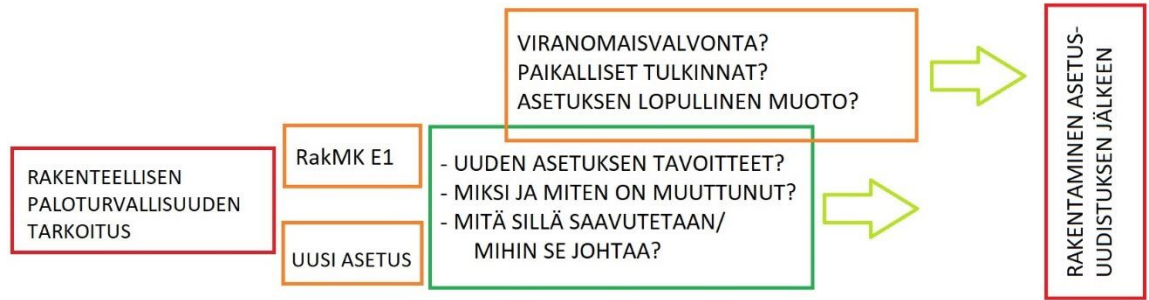 RAKENTEELLISEN
PALOTURVALLISUUDEN
TARKOITUS
RakMK E1
UUSI ASETUS
VIRANOMAISVALVONTA?
PAIKALLISET TULKINNAT?
ASETUKSEN LOPULLINEN MUOTO?
- UUDEN ASETUKSEN TAVOITTEET?
- MIKSI JA MITEN ON MUUTTUNUT?
- MITÄ SILLÄ SAAVUTETAAN/
MIHIN SE JOHTAA?
RAKENTAMINEN ASETUS-
UUDISTUKSEN JÄLKEEN